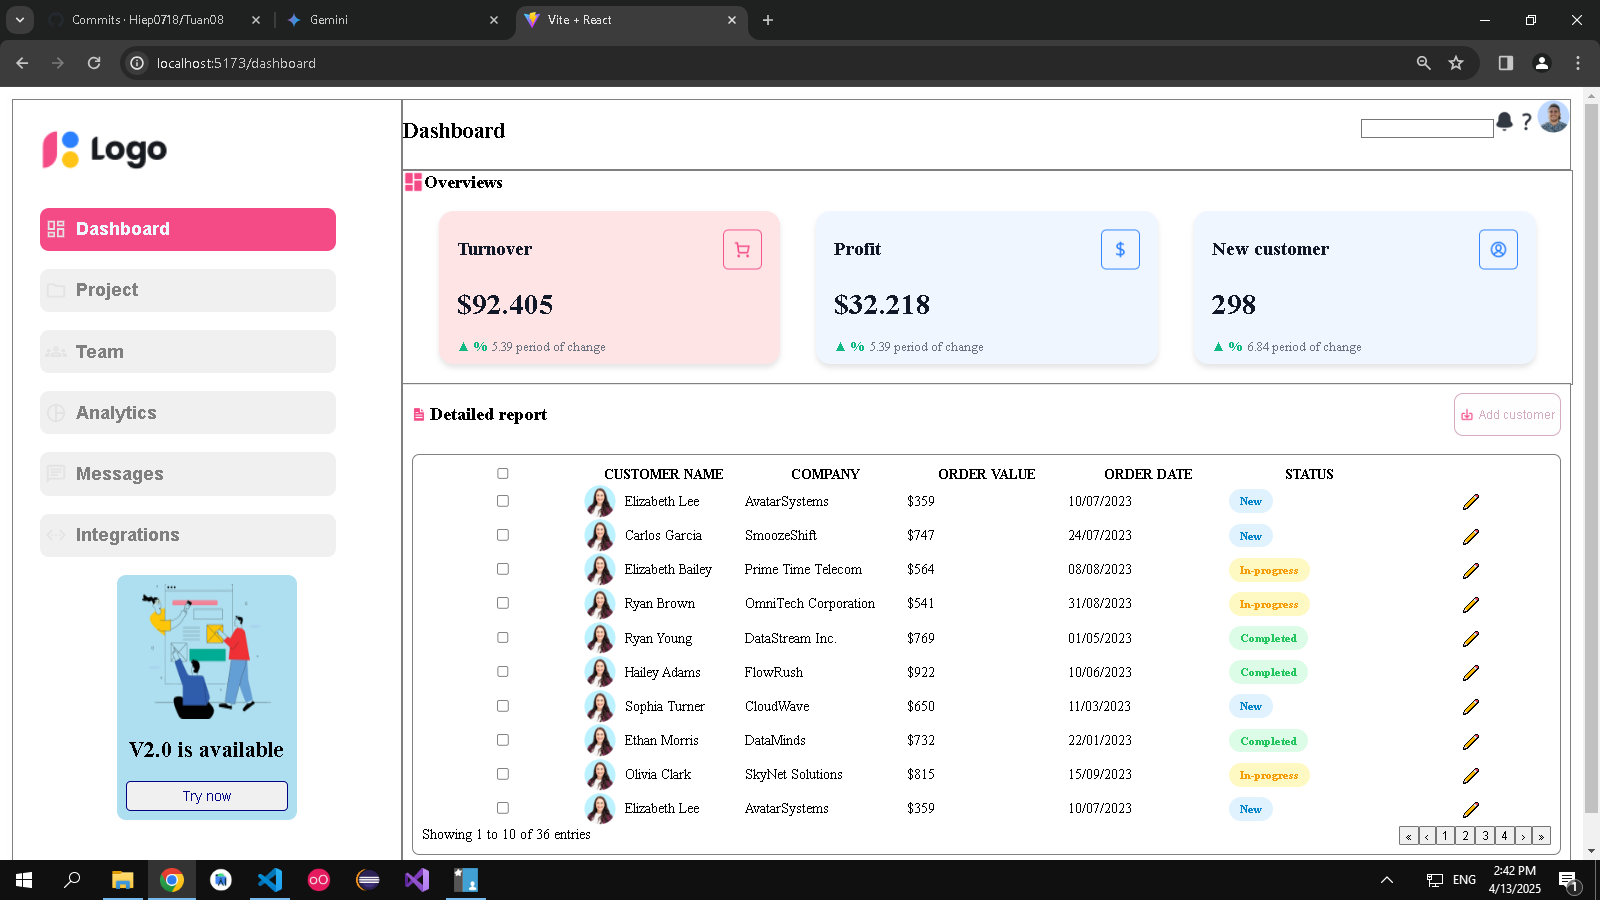 Commits · Hiep0718/Tuan08
Gemini
Vite + React
localhost:5173/dashboard
Logo
Dashboard
Project
Team
Analytics
Messages
Integrations
V2.0 is available
Try now
Dashboard
?
Overviews
Turnover
$92.405
▲ % 5.39 period of change
Profit
$
$32.218
▲ % 5.39 period of change
New customer
298
▲ % 6.84 period of change
Detailed report
Add customer
CUSTOMER NAME COMPANY ORDER VALUE ORDER DATE STATUS
Elizabeth Lee AvatarSystems $359 10/07/2023 New
Carlos Garcia SmoozeShift $747 24/07/2023 New
Elizabeth Bailey Prime Time Telecom $564 08/08/2023 In-progress
Ryan Brown OmniTech Corporation $541 31/08/2023 In-progress
Ryan Young DataStream Inc. $769 01/05/2023 Completed
Hailey Adams FlowRush $922 10/06/2023 Completed
Sophia Turner CloudWave $650 11/03/2023 New
Ethan Morris DataMinds $732 22/01/2023 Completed
Olivia Clark SkyNet Solutions $815 15/09/2023 In-progress
Elizabeth Lee AvatarSystems $359 10/07/2023 New
Showing 1 to 10 of 36 entries
« ‹ 1 2 3 4 › »
ENG
2:42 PM
4/13/2025
1